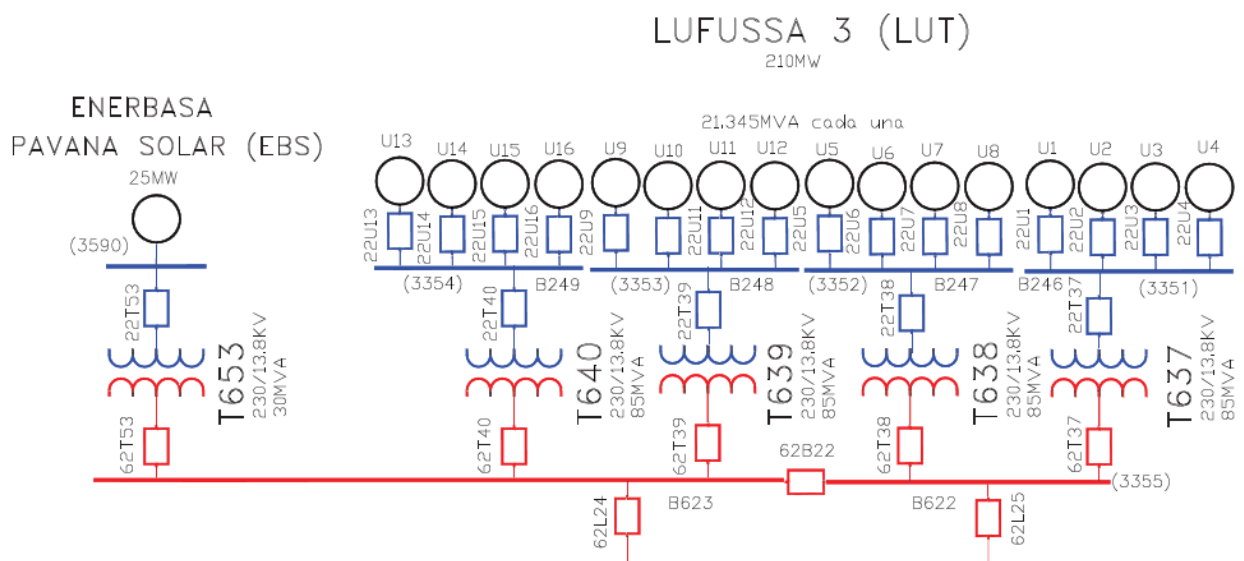 LUFUSSA 3 (LUT)
210MW
ENERBASA
PAVANA SOLAR (EBS)
25MW
(3590)
22T53
T653
230/13.8KV
30MVA
62T53
21.345MVA cada una
U13
U14
U15
U16
U9
U10
U11
U12
U5
U6
U7
U8
U1
U2
U3
U4
22U13
22U14
22U15
22U16
22U9
22U11
22U12
22U5
22U6
22U7
22U8
22U1
22U2
22U3
22U4
(3354)
B249
(3353)
B248
(3352)
B247
B246
(3351)
22T40
22T39
22T38
22T37
T640
230/13.8KV
85MVA
T639
230/13.8KV
85MVA
T638
230/13.8KV
85MVA
T637
230/13.8KV
85MVA
62T40
62T39
62T38
62T37
62B22
(3355)
B623
B622
62L24
62L25